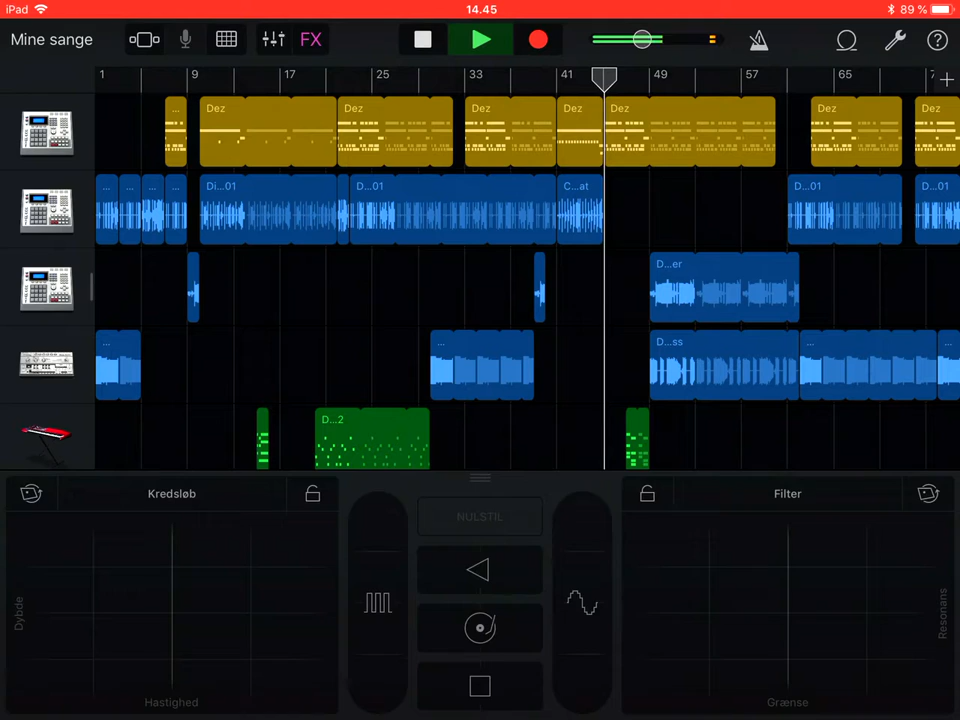 iPad 14.45 89 %
Mine sange FX ?
1 9 17 25 33 41 49 57 65
... Dez Dez Dez Dez Dez Dez Dez
... ... ... ... Di...01 D...01 C...at D...01 D...01
D...er
... ... D...ss ... ...
D...2
Kredsløb Filter
NULSTIL
Dybde Resonans
Hastighed Grænse